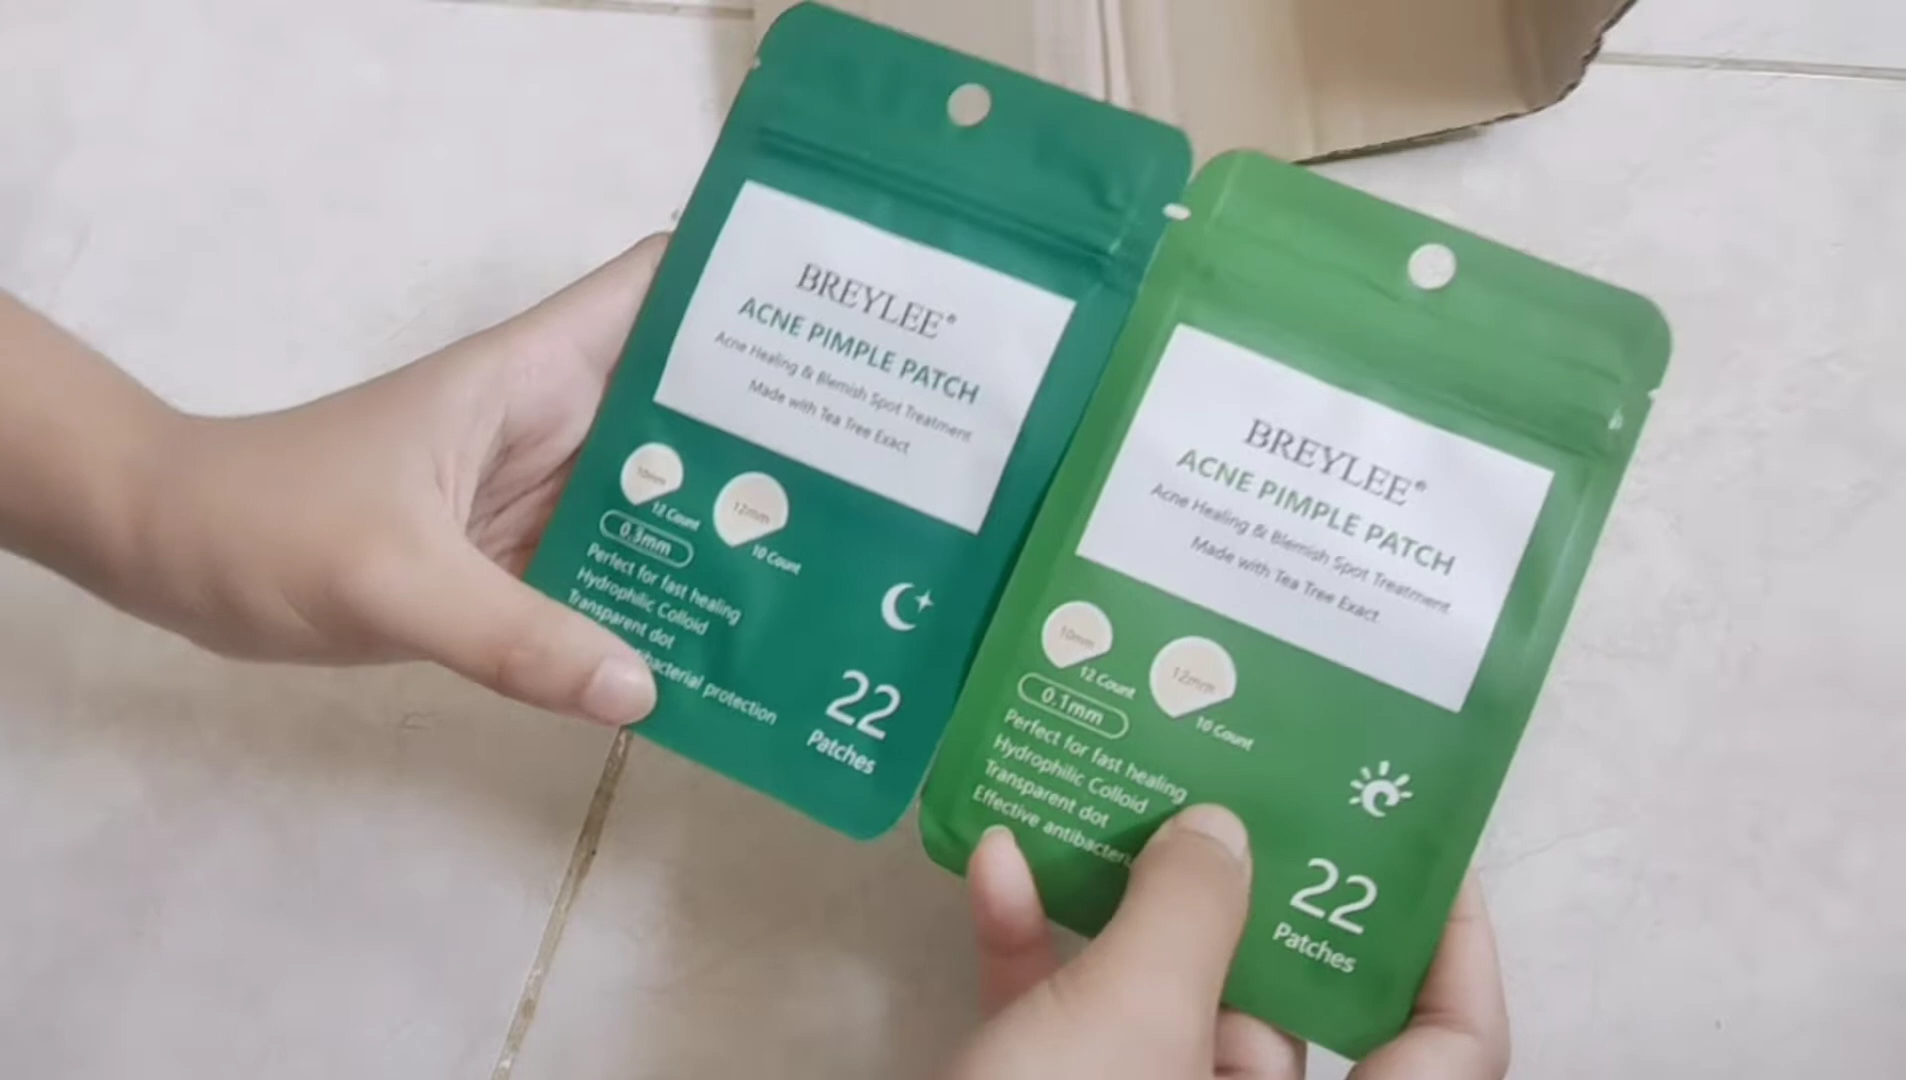 BREYLEE®
ACNE PIMPLE PATCH
Acne Healing & Blemish Spot Treatment
Made with Tea Tree Exact
10mm
12 Count
12mm
10 Count
0.3mm
Perfect for fast healing
Hydrophilic Colloid
Transparent dot
protection
22
Patches
BREYLEE®
ACNE PIMPLE PATCH
Acne Healing & Blemish Spot Treatment
Made with Tea Tree Exact
10mm
12 Count
12mm
10 Count
0.1mm
Perfect for fast healing
Hydrophilic Colloid
Transparent dot
Effective
22
Patches